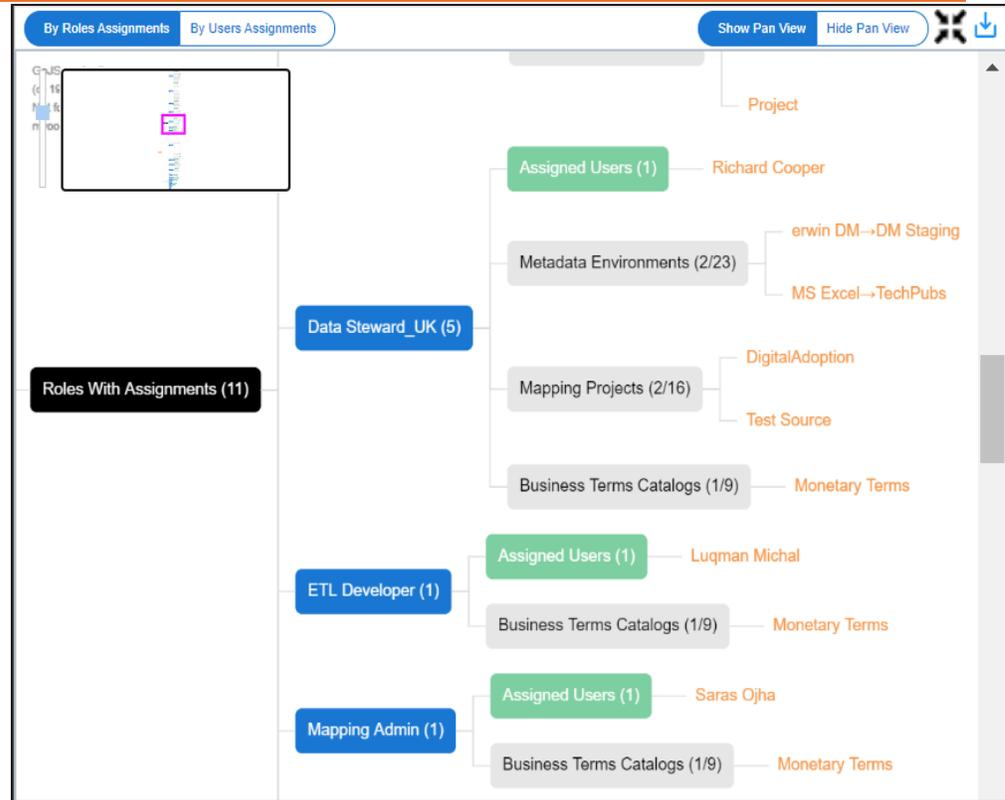 By Roles Assignments
By Users Assignments
Show Pan View
Hide Pan View
Project
Assigned Users (1)
Richard Cooper
erwin DM→DM Staging
Metadata Environments (2/23)
MS Excel→TechPubs
Data Steward_UK (5)
DigitalAdoption
Roles With Assignments (11)
Mapping Projects (2/16)
Test Source
Business Terms Catalogs (1/9)
Monetary Terms
Assigned Users (1)
Luqman Michal
ETL Developer (1)
Business Terms Catalogs (1/9)
Monetary Terms
Assigned Users (1)
Saras Ojha
Mapping Admin (1)
Business Terms Catalogs (1/9)
Monetary Terms